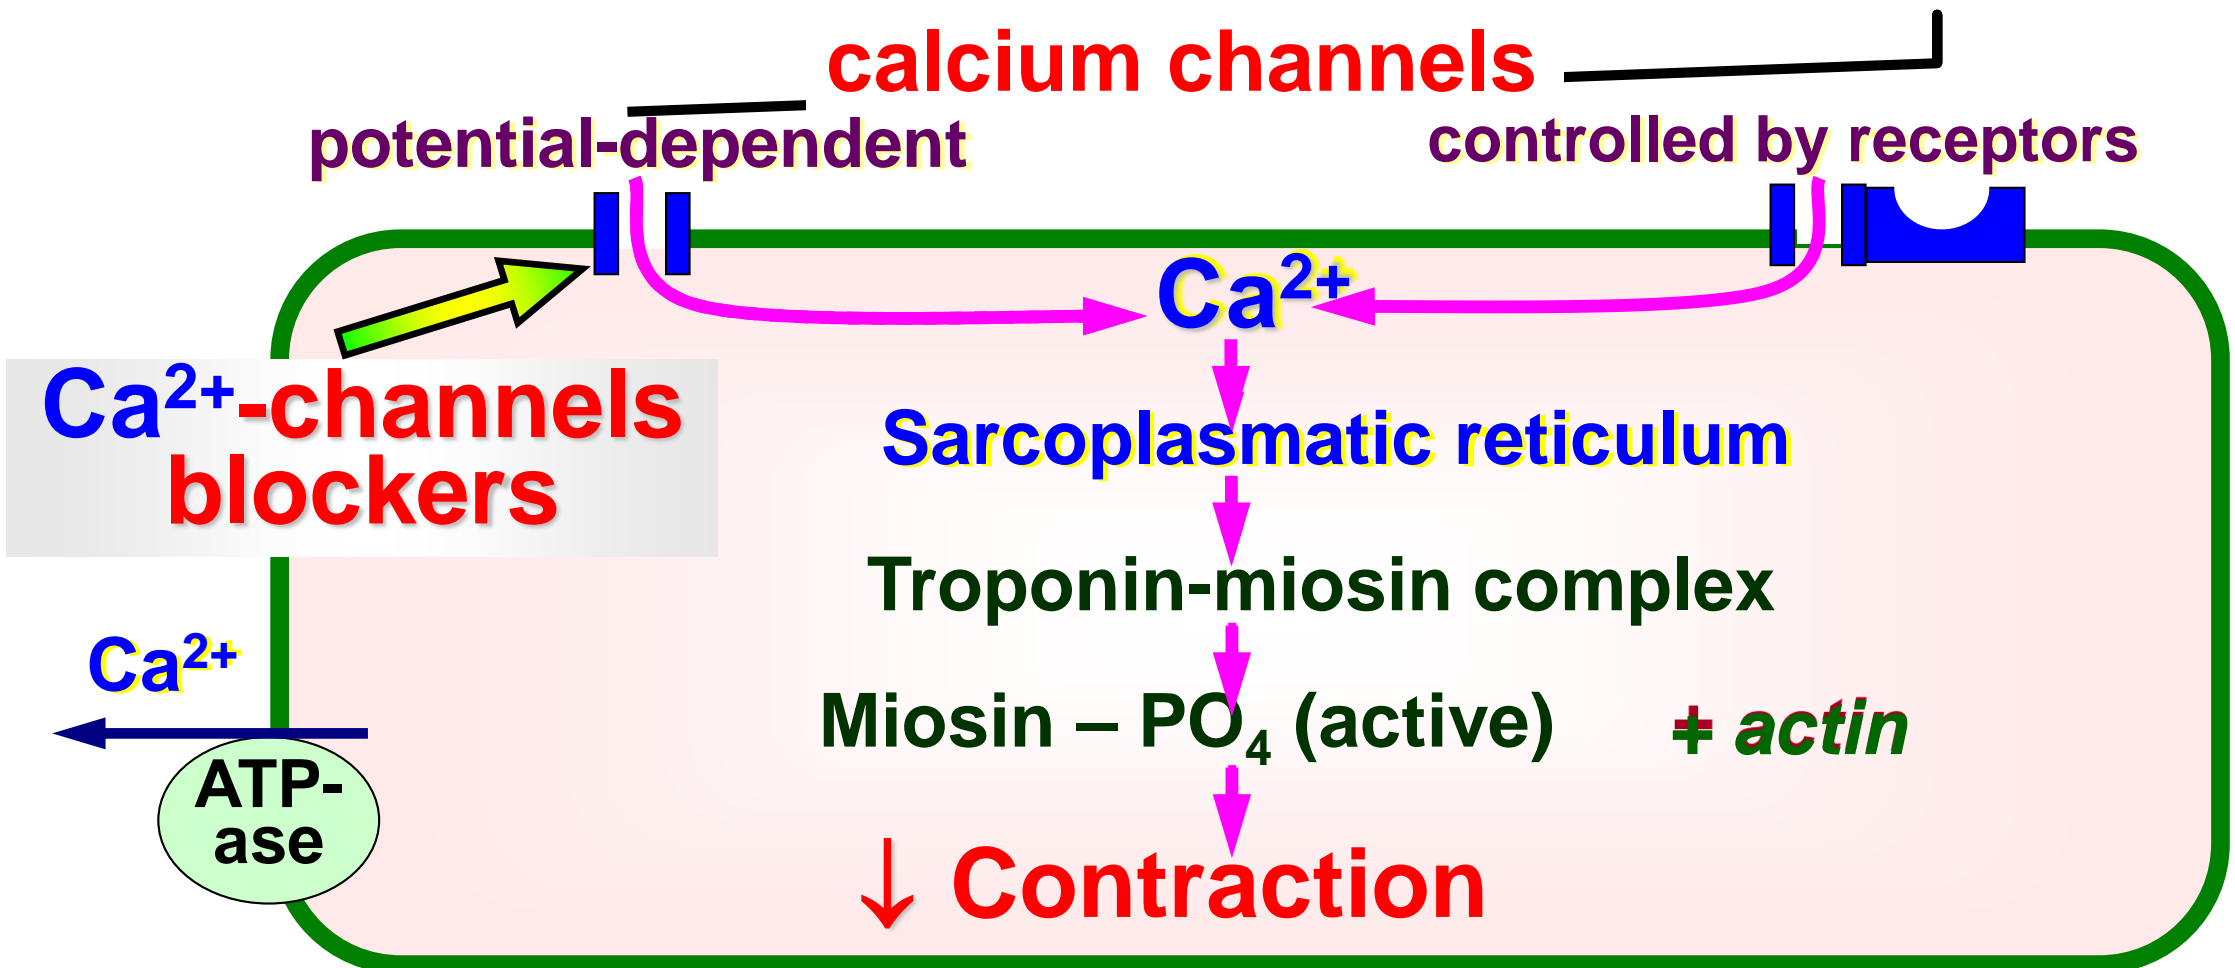 calcium channels
potential-dependent
controlled by receptors
Ca²⁺
Ca²⁺-channels
blockers
Sarcoplasmatic reticulum
Troponin-miosin complex
Ca²⁺
Miosin – PO₄ (active) + actin
ATP-
ase
↓ Contraction